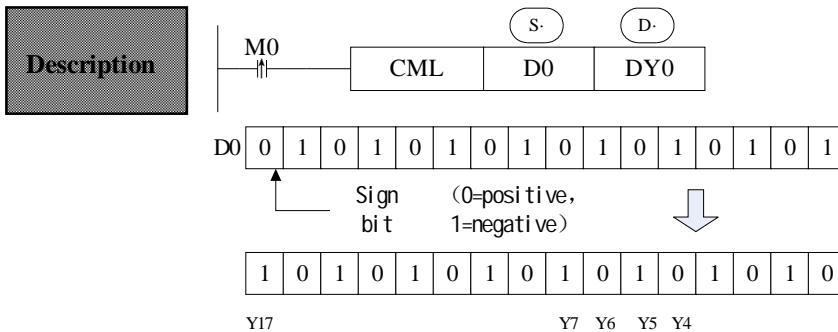 S· D·
M0
Description
CML D0 DY0
D0 0 1 0 1 0 1 0 1 0 1 0 1 0 1 0 1
Sign (0=positive,
bit 1=negative)
1 0 1 0 1 0 1 0 1 0 1 0 1 0 1 0
Y17 Y7 Y6 Y5 Y4